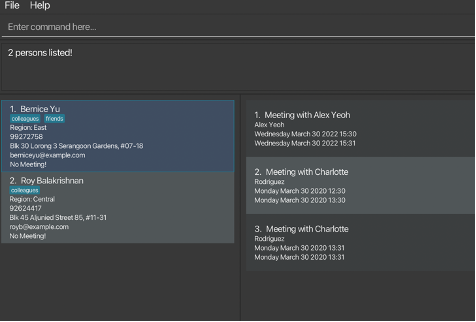 File Help
Enter command here...
2 persons listed!
1. Bernice Yu
colleagues friends
Region: East
99272758
Blk 30 Lorong 3 Serangoon Gardens, #07-18
berniceyu@example.com
No Meeting!
2. Roy Balakrishnan
colleagues
Region: Central
92624417
Blk 45 Aljunied Street 85, #11-31
royb@example.com
No Meeting!
1. Meeting with Alex Yeoh
Alex Yeoh
Wednesday March 30 2022 15:30
Wednesday March 30 2022 15:31
2. Meeting with Charlotte
Rodriguez
Monday March 30 2020 12:30
Monday March 30 2020 13:30
3. Meeting with Charlotte
Rodriguez
Monday March 30 2020 13:31
Monday March 30 2020 13:31